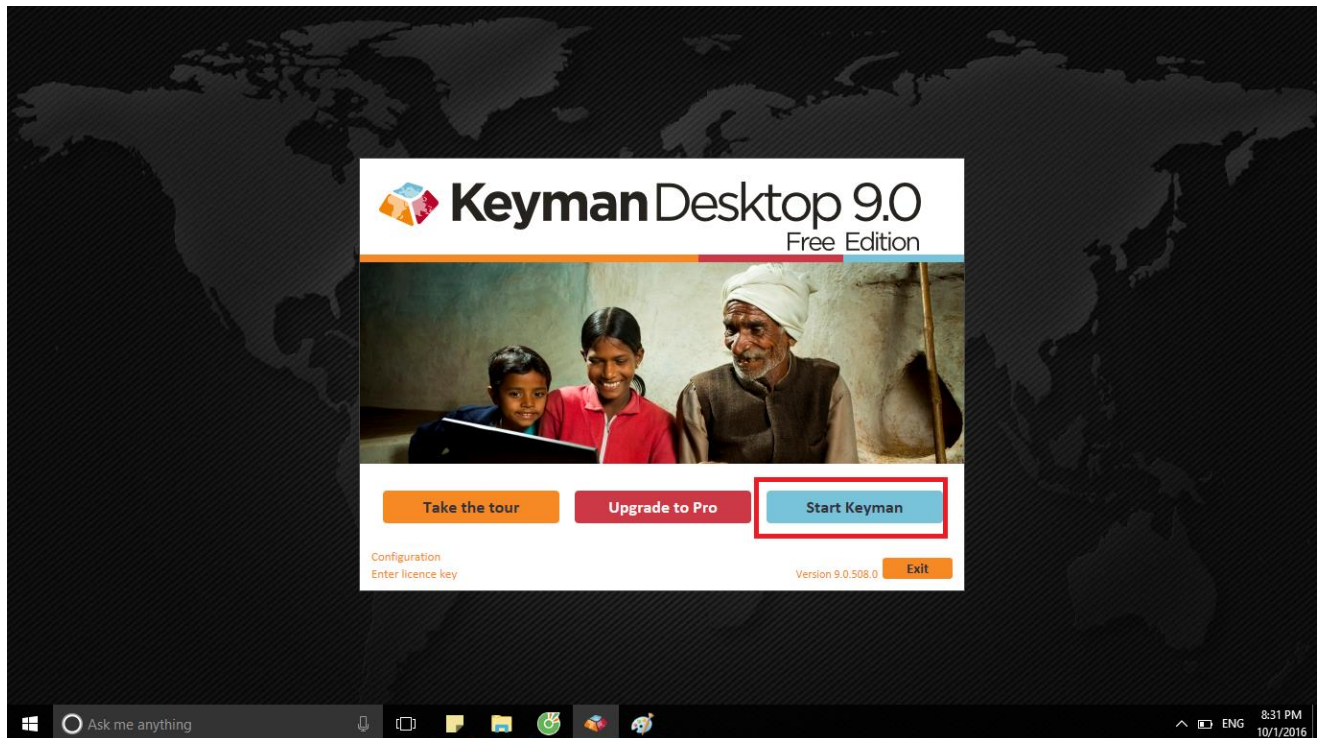 Keyman Desktop 9.0
Free Edition
Take the tour
Upgrade to Pro
Start Keyman
Configuration
Enter licence key
Version 9.0.508.0
Exit
Ask me anything
ENG
8:31 PM
10/1/2016